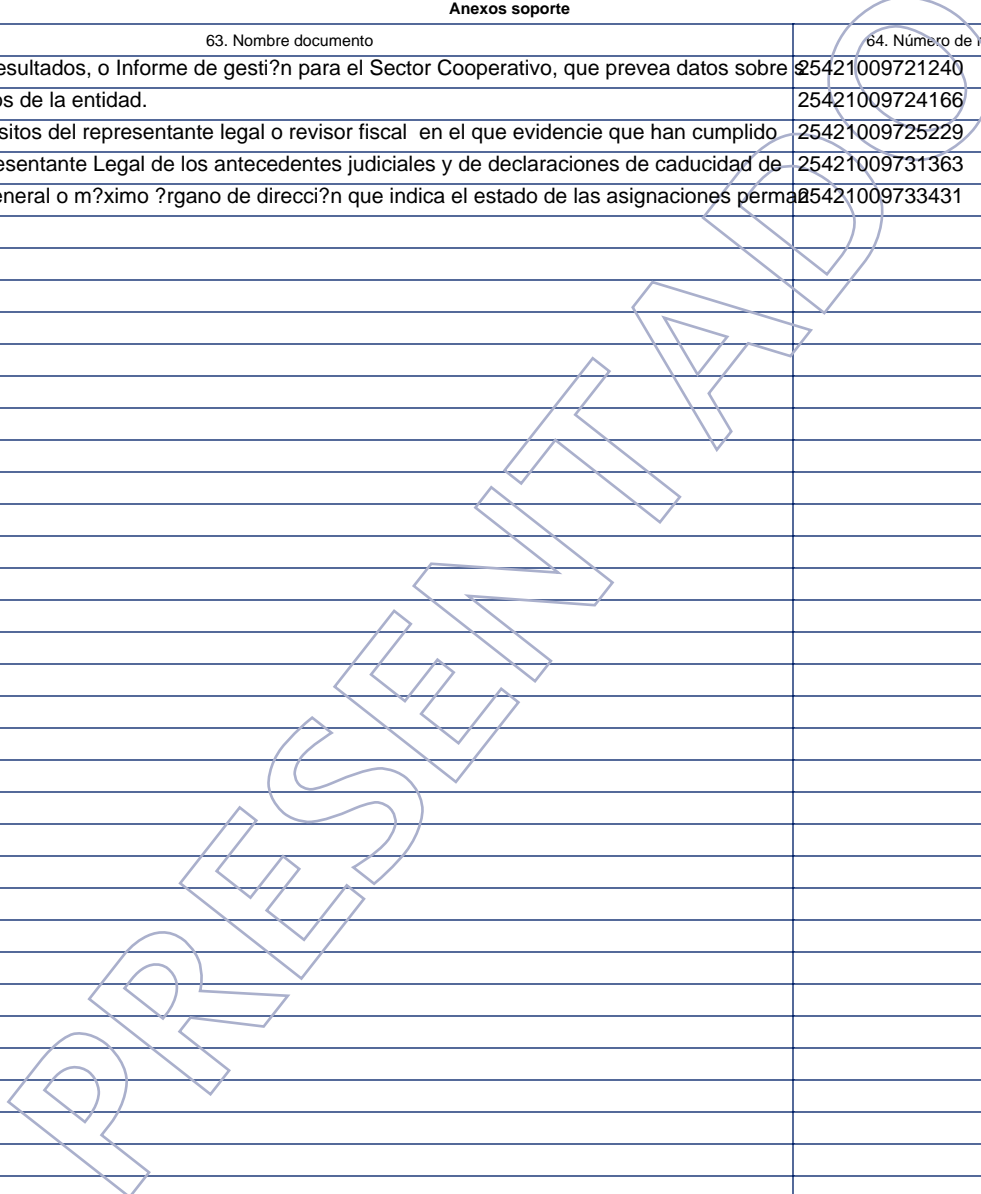 Anexos soporte
63. Nombre documento 64. Número de
esultados, o Informe de gesti?n para el Sector Cooperativo, que prevea datos sobre s 25421009721240
os de la entidad. 25421009724166
sitos del representante legal o revisor fiscal en el que evidencie que han cumplido 25421009725229
esentante Legal de los antecedentes judiciales y de declaraciones de caducidad de 25421009731363
eneral o m?ximo ?rgano de direcci?n que indica el estado de las asignaciones perman 25421009733431
PRESENTADO